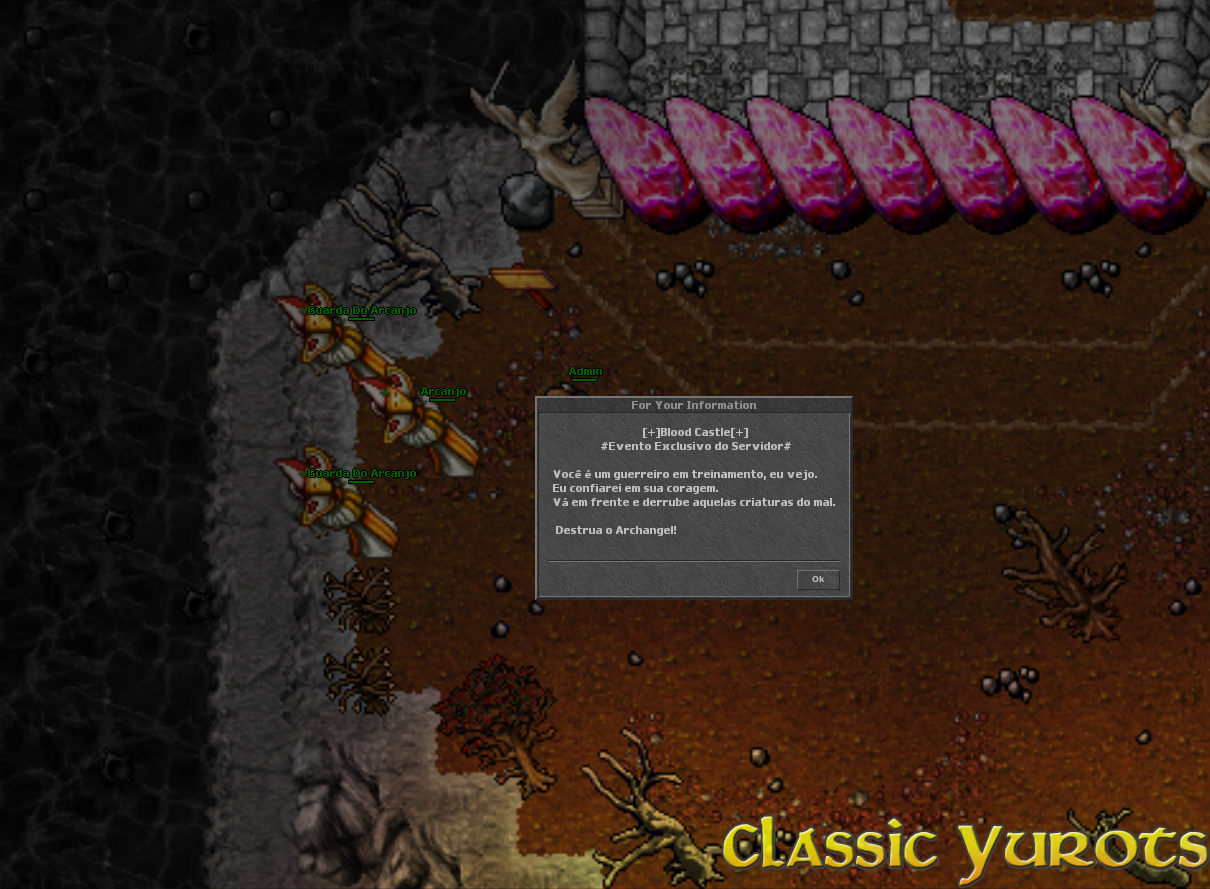 Guarda Do Arcanjo
Admin
Arcanjo
For Your Information
[+]Blood Castle[+]
#Evento Exclusivo do Servidor#
Você é um guerreiro em treinamento, eu vejo.
Eu confiarei em sua coragem.
Vá em frente e derrube aquelas criaturas do mal.
Destrua o Archangel!
Ok
Guarda Do Arcanjo
Classic Yurots